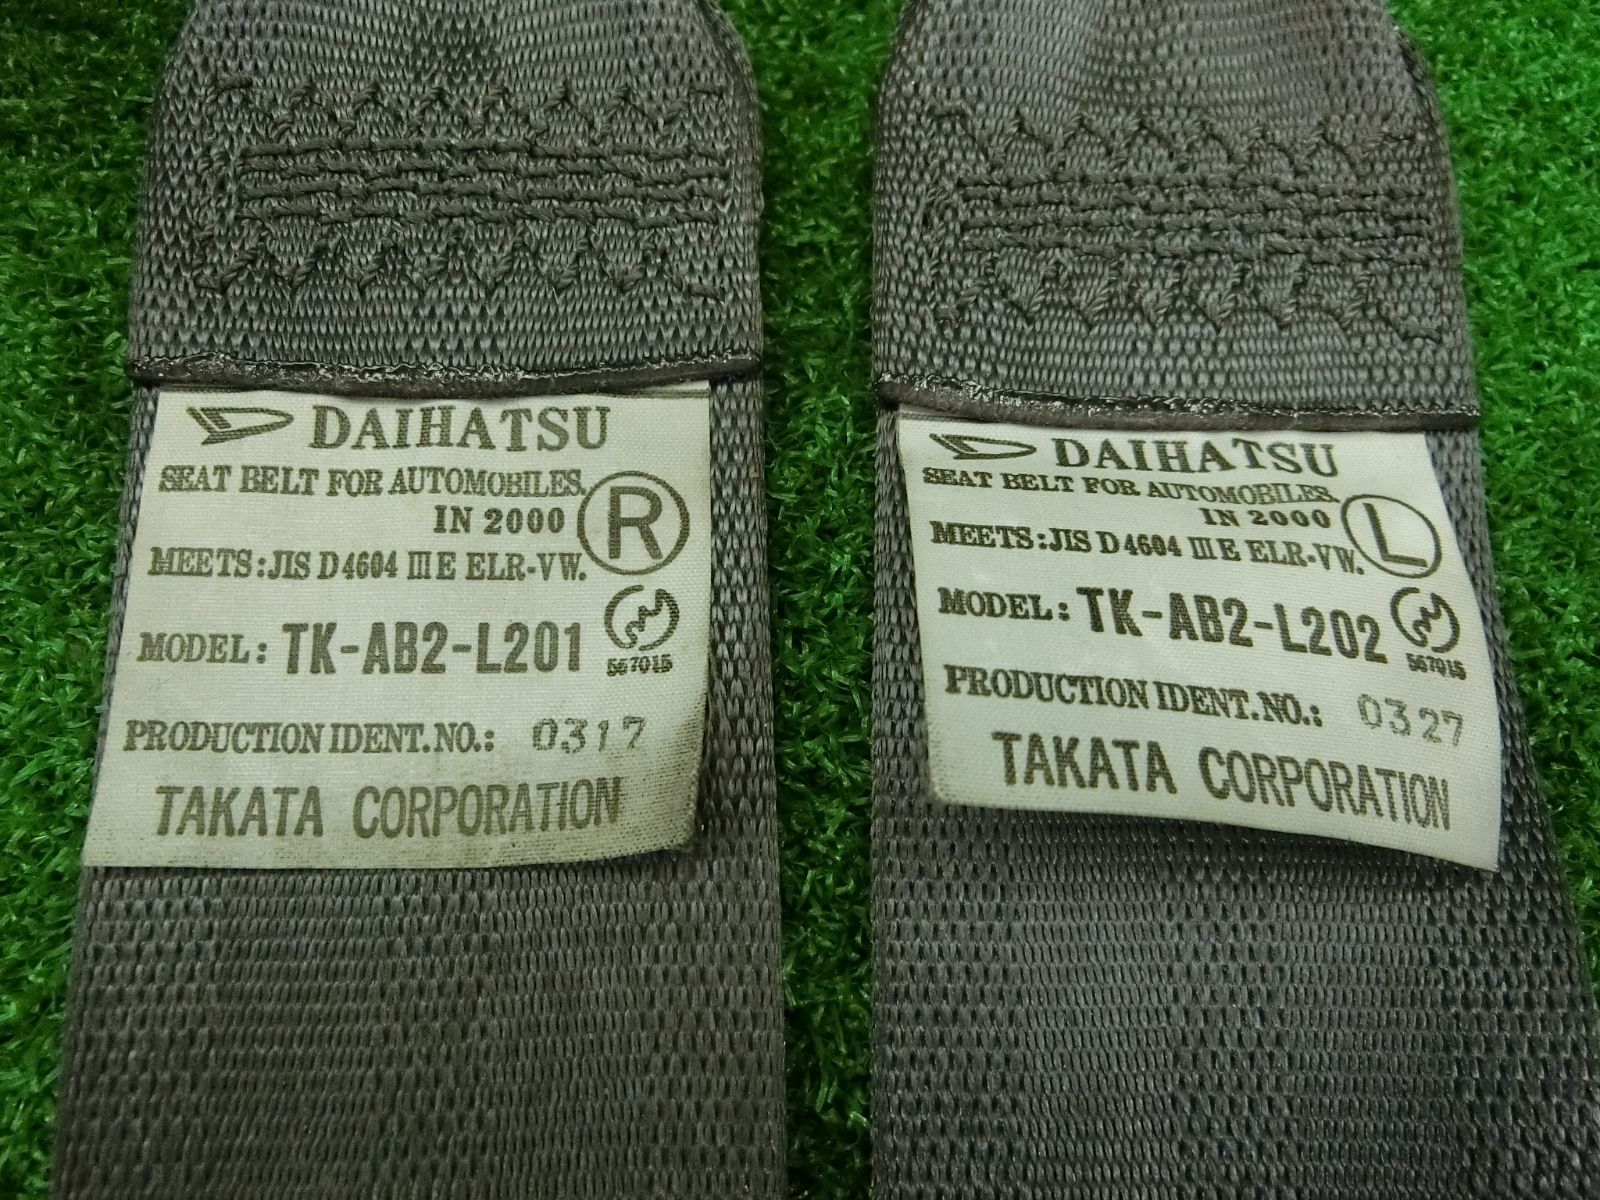 DAIHATSU
SEAT BELT FOR AUTOMOBILES.
IN 2000 R
MEETS:JIS D 4604 III E ELR-VW.
MODEL: TK-AB2-L201
567015
PRODUCTION IDENT.NO.: 0317
TAKATA CORPORATION
DAIHATSU
SEAT BELT FOR AUTOMOBILES.
IN 2000 L
MEETS:JIS D 4604 III E ELR-VW.
MODEL: TK-AB2-L202
567015
PRODUCTION IDENT.NO.: 0327
TAKATA CORPORATION